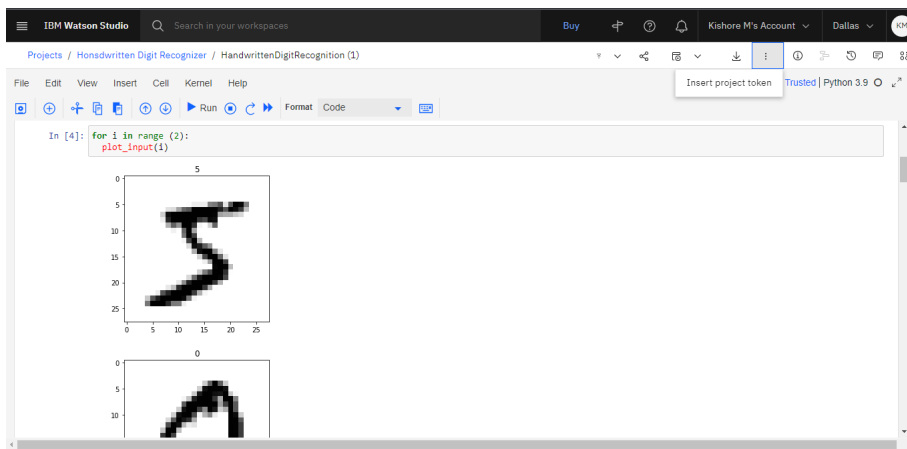 IBM Watson Studio Search in your workspaces Buy Kishore M's Account Dallas KM
Projects / Honsdwritten Digit Recognizer / HandwrittenDigitRecognition (1)
Insert project token
File Edit View Insert Cell Kernel Help Trusted Python 3.9
Run Format Code
In [4]: for i in range (2):
plot_input(i)
5
0
5
10
15
20
25
0 5 10 15 20 25
0
0
5
10